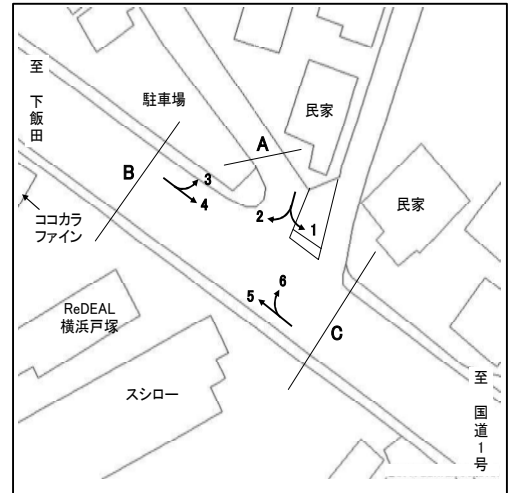 至 下飯田
駐車場
民家
A
B
3
4
2
1
民家
ココカラ
ファイン
6
5
C
ReDEAL
横浜戸塚
スシロー
至 国道1号